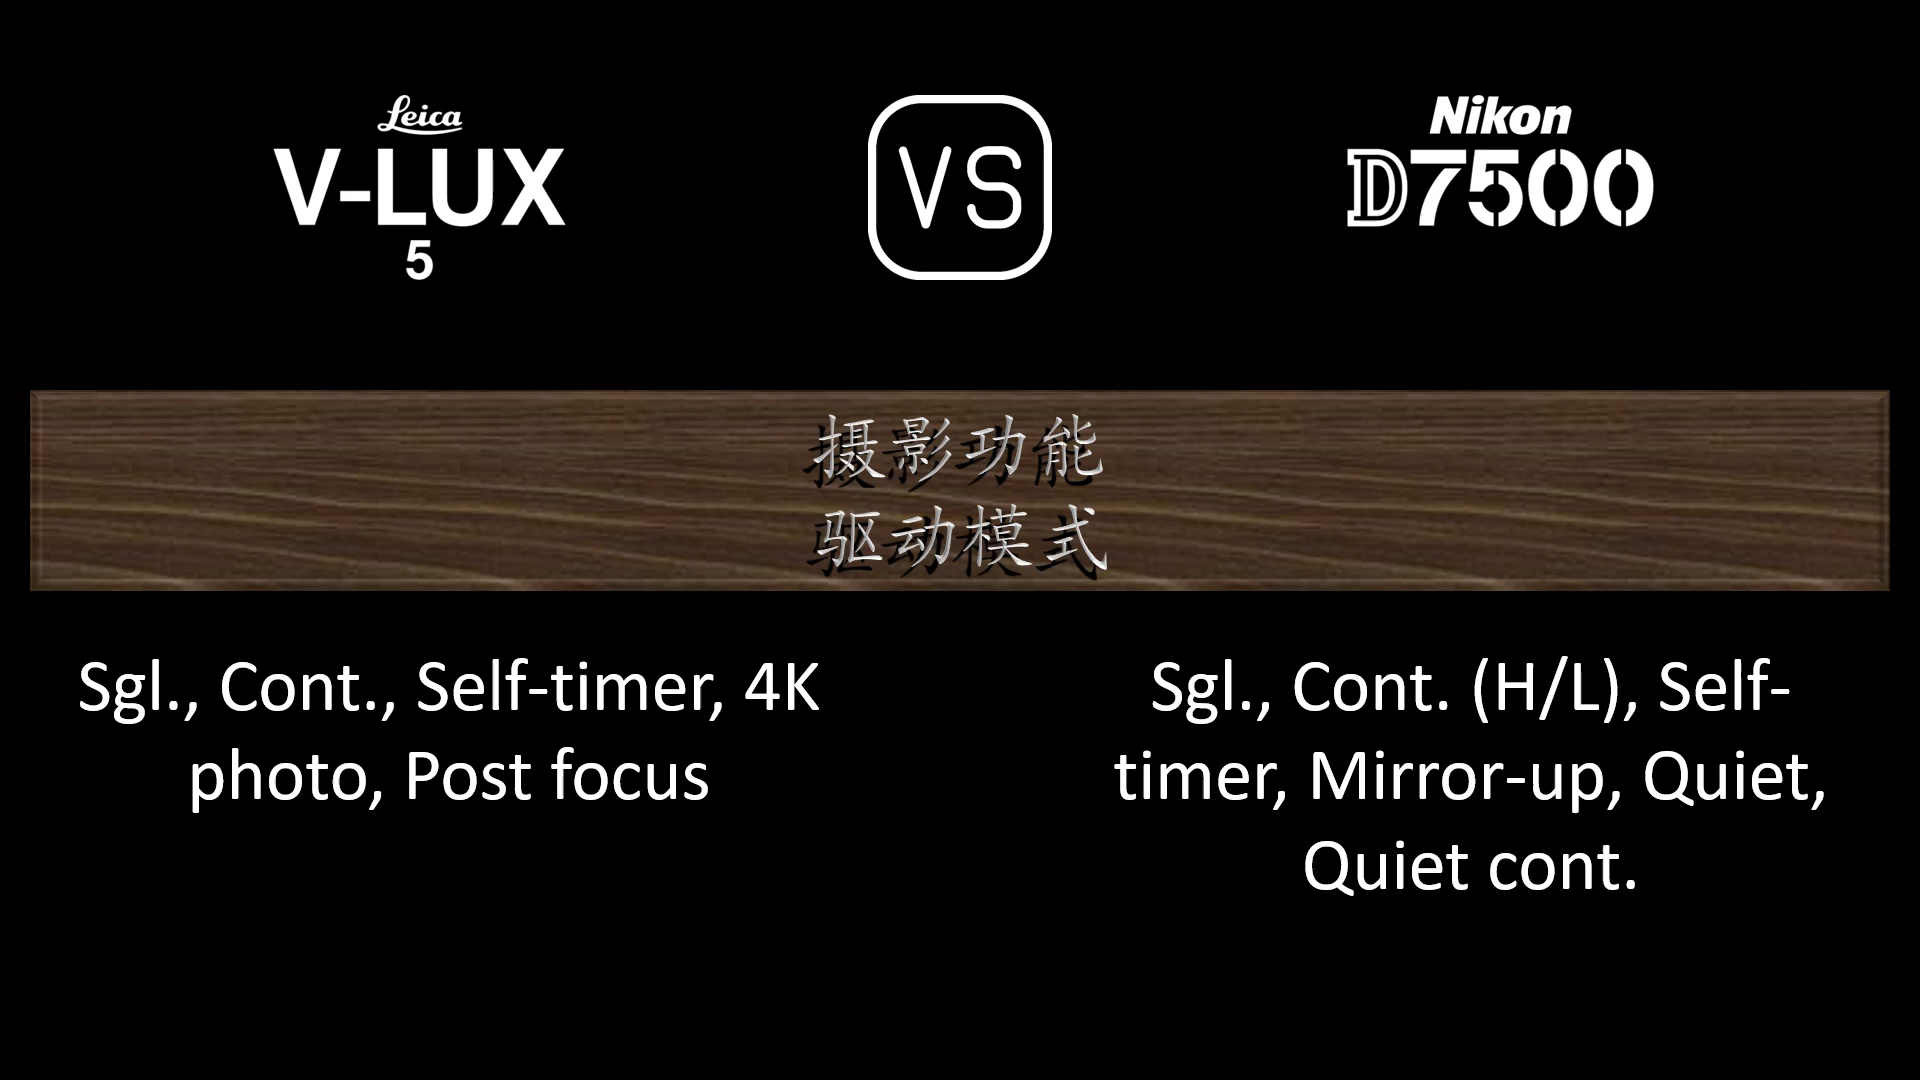 Leica
V-LUX
5
VS
Nikon
D7500
摄影功能
驱动模式
Sgl., Cont., Self-timer, 4K
photo, Post focus
Sgl., Cont. (H/L), Self-
timer, Mirror-up, Quiet,
Quiet cont.